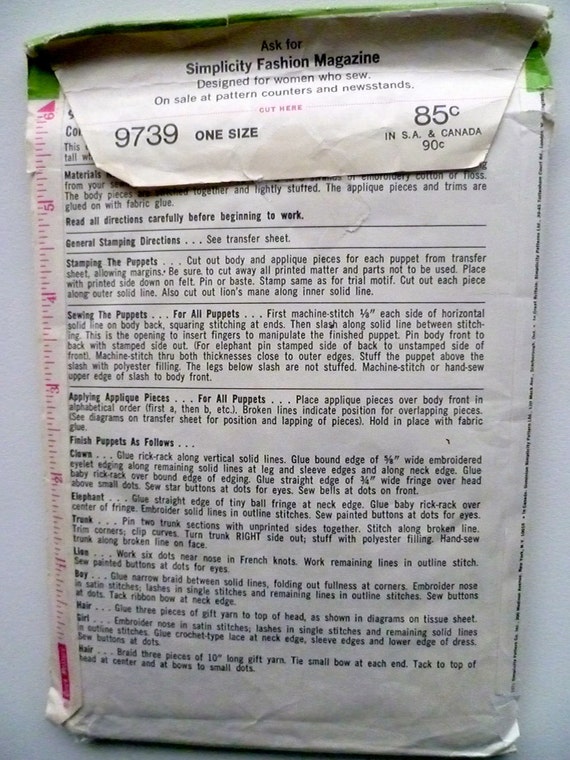 Ask for
Simplicity Fashion Magazine
Designed for women who sew.
On sale at pattern counters and newsstands.
CUT HERE
9739 ONE SIZE
85¢
IN S.A. & CANADA
90¢
This
tall
Materials
from your
The body pieces are stitched together and lightly stuffed. The applique pieces and trims are
glued on with fabric glue.
Read all directions carefully before beginning to work.
General Stamping Directions . . . See transfer sheet.
Stamping The Puppets . . . Cut out body and applique pieces for each puppet from transfer
sheet, allowing margins. Be sure to cut away all printed matter and parts not to be used. Place
with printed side down on felt. Pin or baste. Stamp same as for trial motif. Cut out each piece
along outer solid line. Also cut out lion's mane along inner solid line.
Sewing The Puppets . . . For All Puppets . . . First machine-stitch 1/8" each side of horizontal
solid line on body back, squaring stitching at ends. Then slash along solid line between stitch-
ing. This is the opening to insert fingers to manipulate the finished puppet. Pin body front to
back with stamped side out. (For elephant pin stamped side of back to unstamped side of
front). Machine-stitch thru both thicknesses close to outer edges. Stuff the puppet above the
slash with polyester filling. The legs below slash are not stuffed. Machine-stitch or hand-sew
upper edge of slash to body front.
Applying Applique Pieces . . . For All Puppets . . . Place applique pieces over body front in
alphabetical order (first a, then b, etc.). Broken lines indicate position for overlapping pieces.
(See diagrams on transfer sheet for position and lapping of pieces). Hold in place with fabric
glue.
Finish Puppets As Follows . . .
Clown . . . Glue rick-rack along vertical solid lines. Glue bound edge of 5/8" wide embroidered
eyelet edging along remaining solid lines at leg and sleeve edges and along neck edge. Glue
baby rick-rack over bound edge of edging. Glue straight edge of 3/4" wide fringe over head
above small dots. Sew star buttons at dots for eyes. Sew bells at dots on front.
Elephant . . . Glue straight edge of tiny ball fringe at neck edge. Glue baby rick-rack over
center of fringe. Embroider solid lines in outline stitches. Sew painted buttons at dots for eyes.
Trunk . . . Pin two trunk sections with unprinted sides together. Stitch along broken line.
Trim corners; clip curves. Turn trunk RIGHT side out; stuff with polyester filling. Hand-sew
trunk along broken line on face.
Lion . . . Work six dots near nose in French knots. Work remaining lines in outline stitch.
Sew painted buttons at dots for eyes.
Boy . . . Glue narrow braid between solid lines, folding out fullness at corners. Embroider nose
in satin stitches; lashes in single stitches and remaining lines in outline stitches. Sew buttons
at dots. Tack ribbon bow at neck edge.
Hair . . . Glue three pieces of gift yarn to top of head, as shown in diagrams on tissue sheet.
Girl . . . Embroider nose in satin stitches; lashes in single stitches and remaining solid lines
in outline stitches. Glue crochet-type lace at neck edge, sleeve edges and lower edge of dress.
Sew buttons at dots.
Hair . . . Braid three pieces of 10" long gift yarn. Tie small bow at each end. Tack to top of
head at center and at bows to small dots.